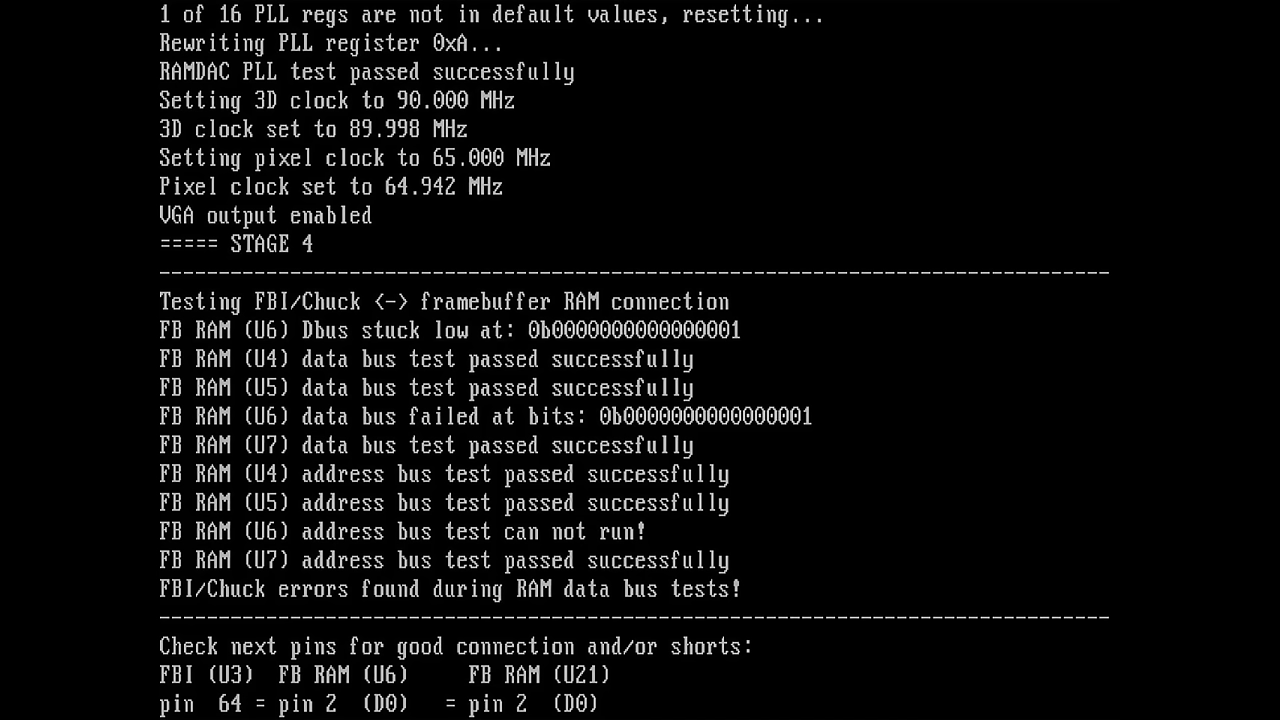 1 of 16 PLL regs are not in default values, resetting...
Rewriting PLL register 0xA...
RAMDAC PLL test passed successfully
Setting 3D clock to 90.000 MHz
3D clock set to 89.998 MHz
Setting pixel clock to 65.000 MHz
Pixel clock set to 64.942 MHz
VGA output enabled
===== STAGE 4
--------------------------------------------------------------------------------
Testing FBI/Chuck <-> framebuffer RAM connection
FB RAM (U6) Dbus stuck low at: 0b0000000000000001
FB RAM (U4) data bus test passed successfully
FB RAM (U5) data bus test passed successfully
FB RAM (U6) data bus failed at bits: 0b0000000000000001
FB RAM (U7) data bus test passed successfully
FB RAM (U4) address bus test passed successfully
FB RAM (U5) address bus test passed successfully
FB RAM (U6) address bus test can not run!
FB RAM (U7) address bus test passed successfully
FBI/Chuck errors found during RAM data bus tests!
--------------------------------------------------------------------------------
Check next pins for good connection and/or shorts:
FBI (U3)  FB RAM (U6)     FB RAM (U21)
pin  64 = pin 2  (D0)   = pin 2  (D0)